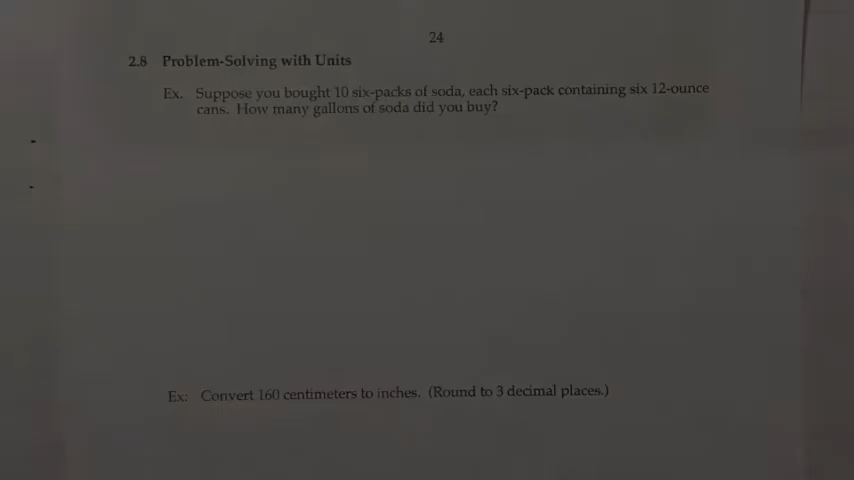 24
2.8 Problem-Solving with Units
Ex. Suppose you bought 10 six-packs of soda, each six-pack containing six 12-ounce
cans. How many gallons of soda did you buy?
Ex: Convert 160 centimeters to inches. (Round to 3 decimal places.)